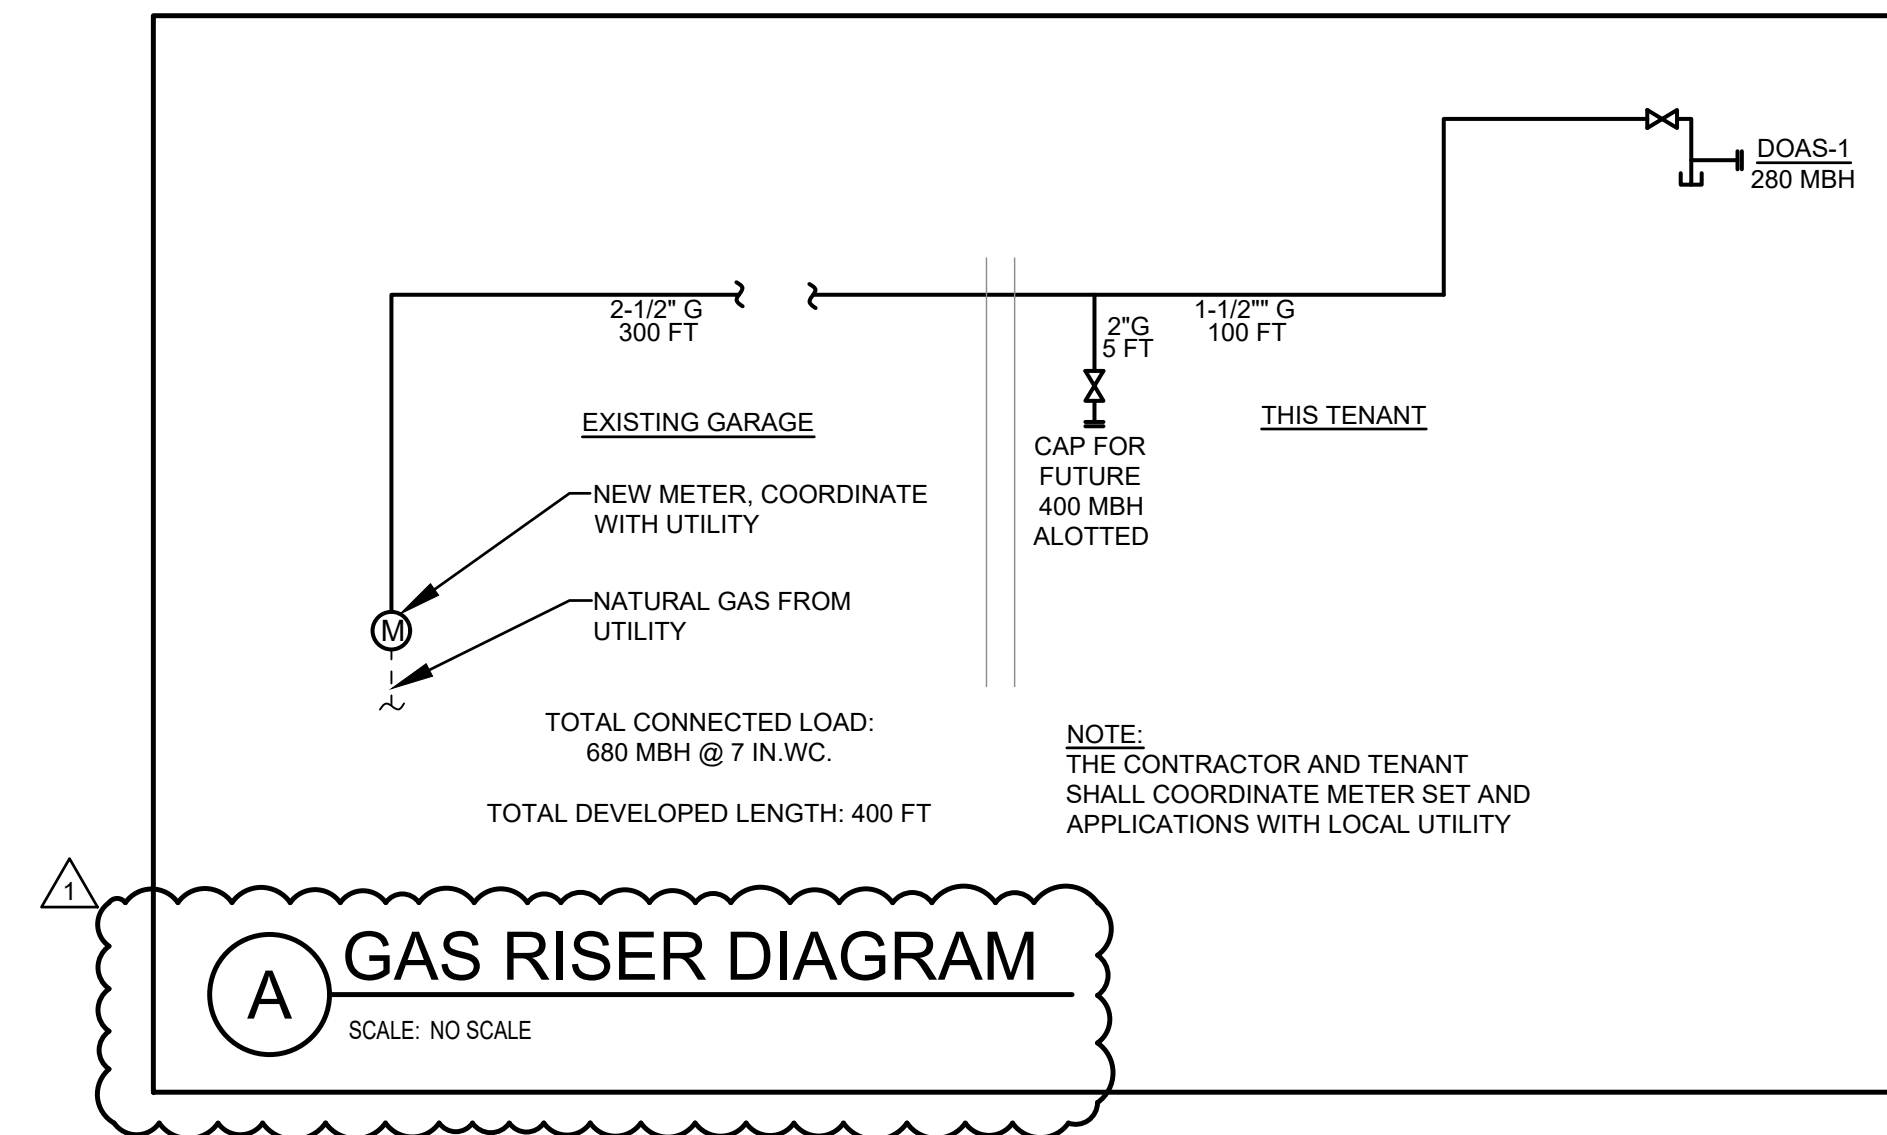 DOAS-1
280 MBH
2-1/2" G
300 FT
2"G
5 FT
1-1/2"" G
100 FT
EXISTING GARAGE
THIS TENANT
CAP FOR
FUTURE
400 MBH
ALOTTED
NEW METER, COORDINATE
WITH UTILITY
NATURAL GAS FROM
UTILITY
M
TOTAL CONNECTED LOAD:
680 MBH @ 7 IN.WC.
TOTAL DEVELOPED LENGTH: 400 FT
NOTE:
THE CONTRACTOR AND TENANT
SHALL COORDINATE METER SET AND
APPLICATIONS WITH LOCAL UTILITY
1
A
GAS RISER DIAGRAM
SCALE: NO SCALE